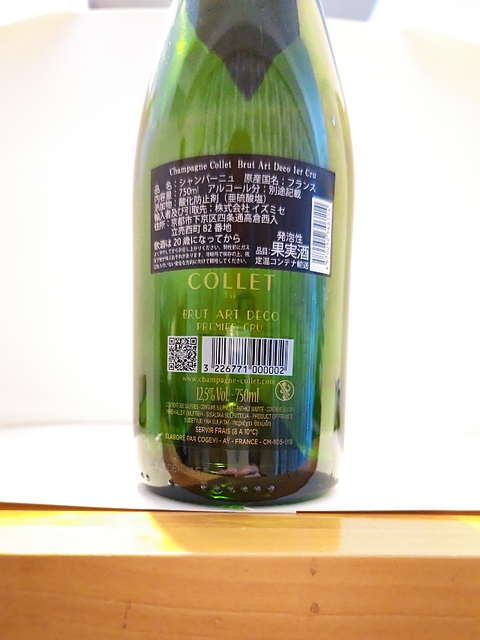 Champagne Collet Brut Art Deco 1er Cru
品 名：シャンパーニュ 原産国名：フランス
内容量：750ml アルコール分：別途記載
添加物：酸化防止剤（亜硫酸塩）
輸入者及び引取先：株式会社 イズミセ
住所：京都市下京区四条通高倉西入
立売西町 82 番地
飲酒は20歳になってから
発泡性
品目：果実酒
定温コンテナ輸送
COLLET
BRUT ART DECO
PREMIER CRU
3 226771 000002
www.champagne-collet.com
12,5% Vol. 750ml
SERVIR FRAIS (8 A 10°C)
ÉLABORÉ PAR COGEVI - AŸ - FRANCE - CM-805-018